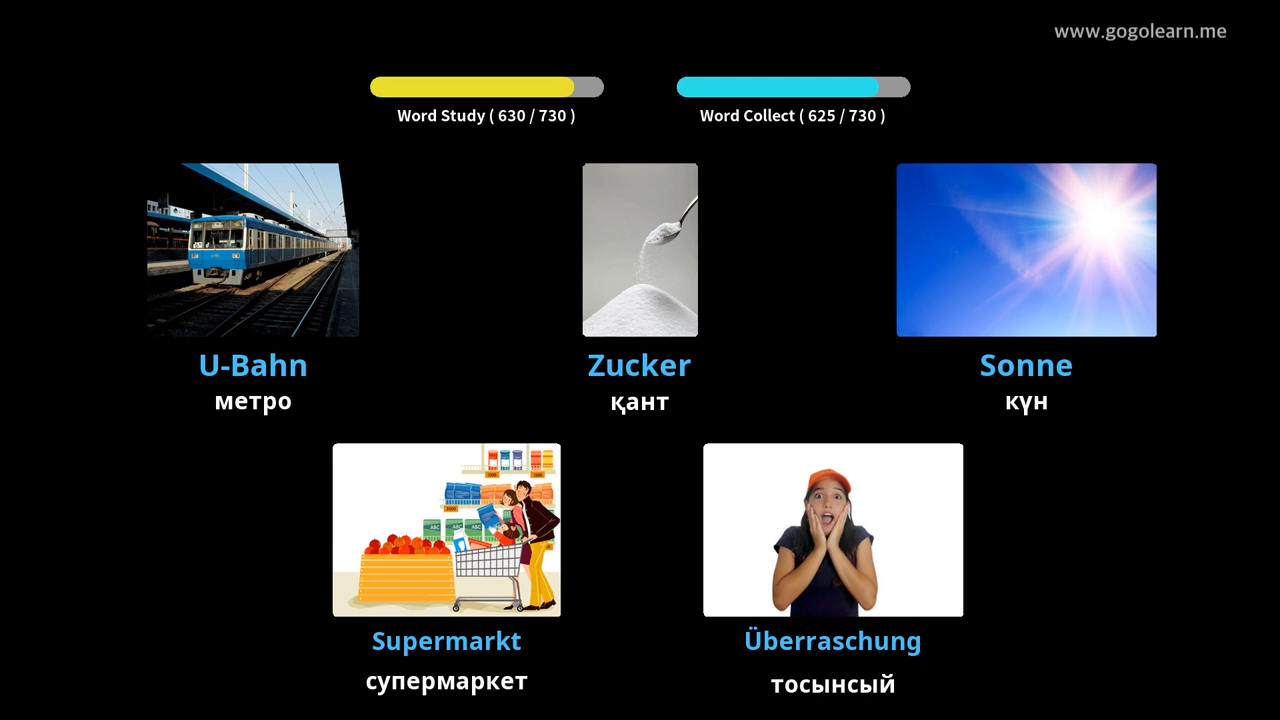 www.gogolearn.me
Word Study ( 630 / 730 )
Word Collect ( 625 / 730 )
U-Bahn
метро
Zucker
қант
Sonne
күн
Supermarkt
супермаркет
Überraschung
тосынсый